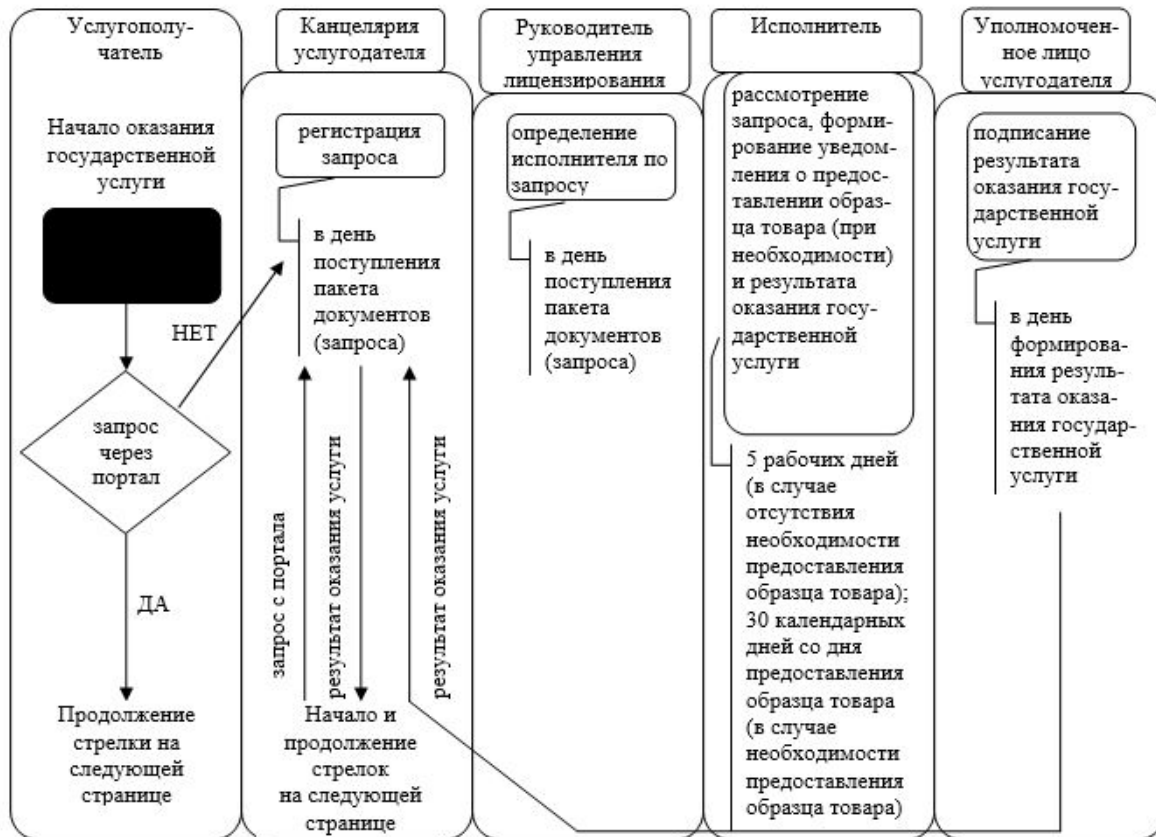 Услугополу-
чатель
Начало оказания
государственной
услуги
НЕТ
запрос
через
портал
ДА
Продолжение
стрелки на
следующей
странице
Канцелярия
услугодателя
регистрация
запроса
в день
поступления
пакета
документов
(запроса)
запрос с портала
результат оказания услуги
результат оказания услуги
Начало и
продолжение
стрелок
на следующей
странице
Руководитель
управления
лицензирования
определение
исполнителя по
запросу
в день
поступления
пакета
документов
(запроса)
Исполнитель
рассмотрение
запроса, форми-
рование уведом-
ления о предо-
ставлении образ-
ца товара (при
необходимости)
и результата
оказания госу-
дарственной
услуги
5 рабочих дней
(в случае
отсутствия
необходимости
предоставления
образца товара);
30 календарных
дней со дня
предоставления
образца товара
(в случае
необходимости
предоставления
образца товара)
Уполномочен-
ное лицо
услугодателя
подписание
результата
оказания госу-
дарственной
услуги
в день
формирова-
ния резуль-
тата оказа-
ния государ-
ственной
услуги